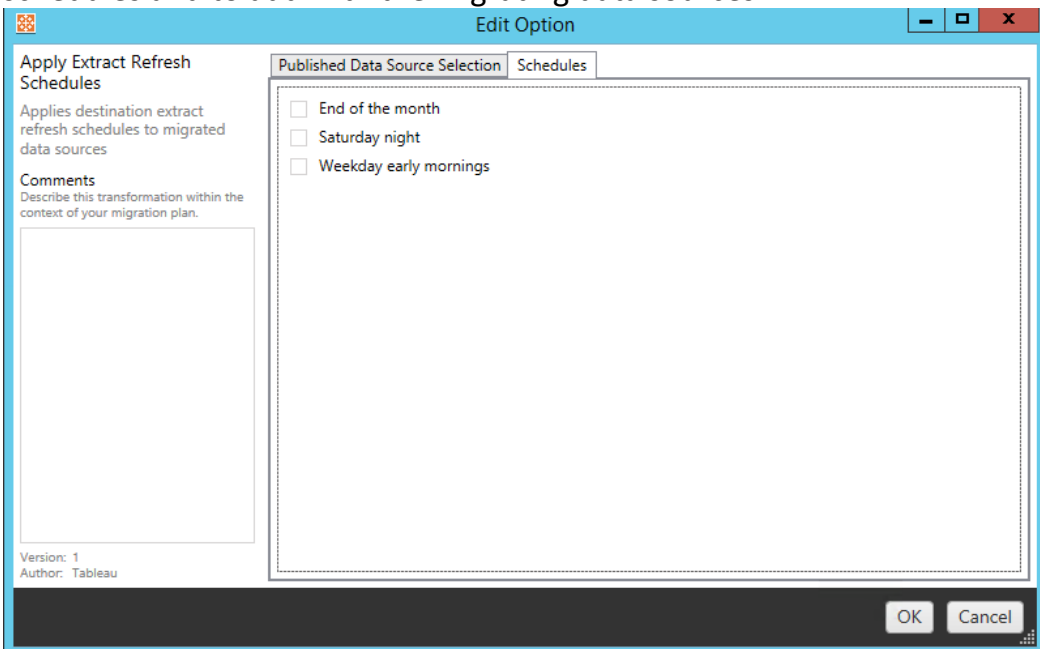 Edit Option
Apply Extract Refresh
Schedules
Applies destination extract
refresh schedules to migrated
data sources
Comments
Describe this transformation within the
context of your migration plan.
Version: 1
Author: Tableau
Published Data Source Selection
Schedules
End of the month
Saturday night
Weekday early mornings
OK
Cancel